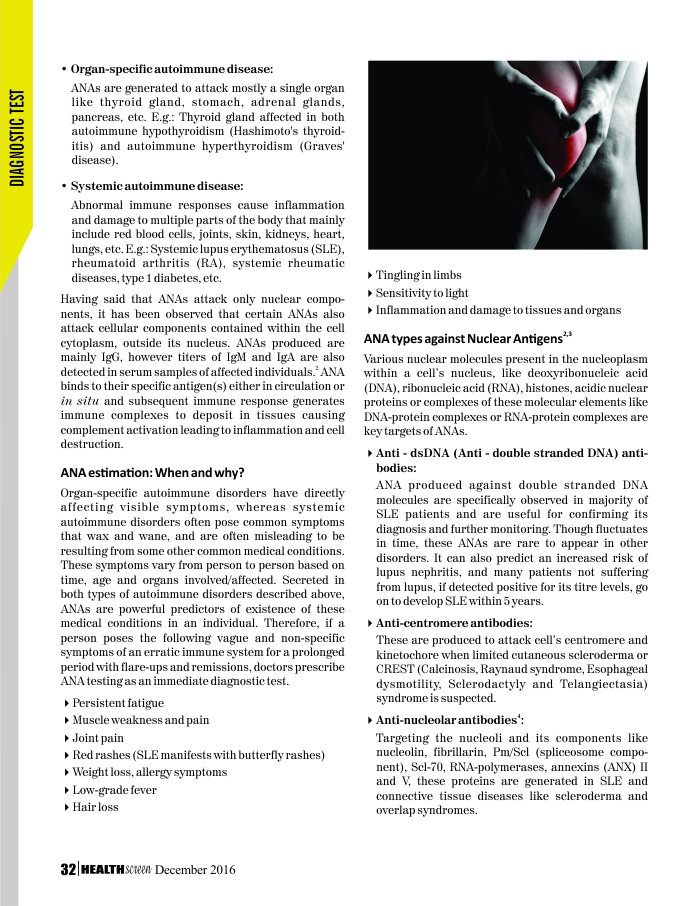 DIAGNOSTIC TEST
• Organ-specific autoimmune disease:
ANAs are generated to attack mostly a single organ
like thyroid gland, stomach, adrenal glands,
pancreas, etc. E.g.: Thyroid gland affected in both
autoimmune hypothyroidism (Hashimoto's thyroid-
itis) and autoimmune hyperthyroidism (Graves'
disease).
• Systemic autoimmune disease:
Abnormal immune responses cause inflammation
and damage to multiple parts of the body that mainly
include red blood cells, joints, skin, kidneys, heart,
lungs, etc. E.g.: Systemic lupus erythematosus (SLE),
rheumatoid arthritis (RA), systemic rheumatic
diseases, type 1 diabetes, etc.
Having said that ANAs attack only nuclear compo-
nents, it has been observed that certain ANAs also
attack cellular components contained within the cell
cytoplasm, outside its nucleus. ANAs produced are
mainly IgG, however titers of IgM and IgA are also
detected in serum samples of affected individuals.2 ANA
binds to their specific antigen(s) either in circulation or
in situ and subsequent immune response generates
immune complexes to deposit in tissues causing
complement activation leading to inflammation and cell
destruction.
ANA estimation: When and why?
Organ-specific autoimmune disorders have directly
affecting visible symptoms, whereas systemic
autoimmune disorders often pose common symptoms
that wax and wane, and are often misleading to be
resulting from some other common medical conditions.
These symptoms vary from person to person based on
time, age and organs involved/affected. Secreted in
both types of autoimmune disorders described above,
ANAs are powerful predictors of existence of these
medical conditions in an individual. Therefore, if a
person poses the following vague and non-specific
symptoms of an erratic immune system for a prolonged
period with flare-ups and remissions, doctors prescribe
ANA testing as an immediate diagnostic test.
Persistent fatigue
Muscle weakness and pain
Joint pain
Red rashes (SLE manifests with butterfly rashes)
Weight loss, allergy symptoms
Low-grade fever
Hair loss
Tingling in limbs
Sensitivity to light
Inflammation and damage to tissues and organs
ANA types against Nuclear Antigens2,3
Various nuclear molecules present in the nucleoplasm
within a cell's nucleus, like deoxyribonucleic acid
(DNA), ribonucleic acid (RNA), histones, acidic nuclear
proteins or complexes of these molecular elements like
DNA-protein complexes or RNA-protein complexes are
key targets of ANAs.
Anti - dsDNA (Anti - double stranded DNA) anti-
bodies:
ANA produced against double stranded DNA
molecules are specifically observed in majority of
SLE patients and are useful for confirming its
diagnosis and further monitoring. Though fluctuates
in time, these ANAs are rare to appear in other
disorders. It can also predict an increased risk of
lupus nephritis, and many patients not suffering
from lupus, if detected positive for its titre levels, go
on to develop SLE within 5 years.
Anti-centromere antibodies:
These are produced to attack cell's centromere and
kinetochore when limited cutaneous scleroderma or
CREST (Calcinosis, Raynaud syndrome, Esophageal
dysmotility, Sclerodactyly and Telangiectasia)
syndrome is suspected.
Anti-nucleolar antibodies4:
Targeting the nucleoli and its components like
nucleolin, fibrillarin, Pm/Scl (spliceosome compo-
nent), Scl-70, RNA-polymerases, annexins (ANX) II
and V, these proteins are generated in SLE and
connective tissue diseases like scleroderma and
overlap syndromes.
32 HEALTHscreen December 2016